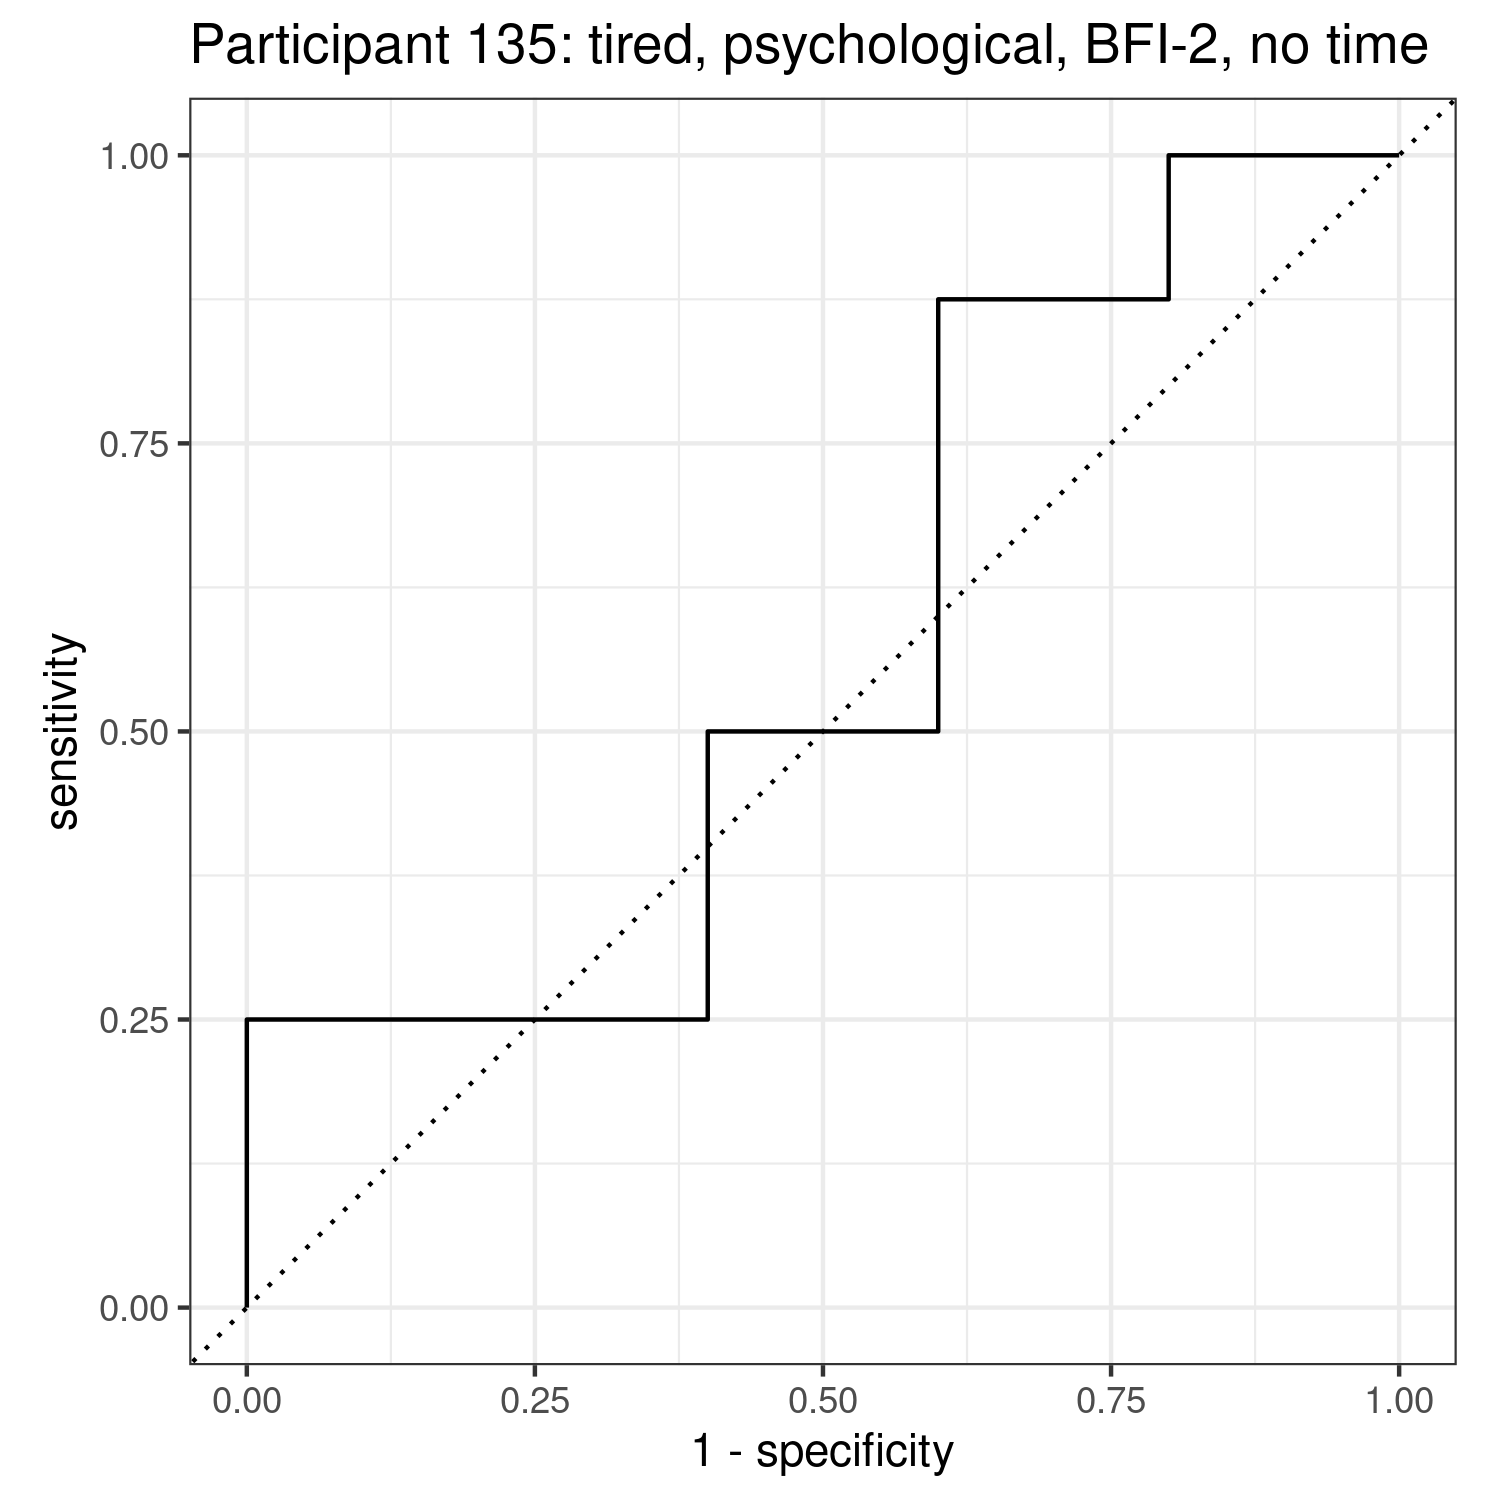 Participant 135: tired, psychological, BFI-2, no time
1.00
0.75
0.50
0.25
0.00
sensitivity
0.00 0.25 0.50 0.75 1.00
1 - specificity